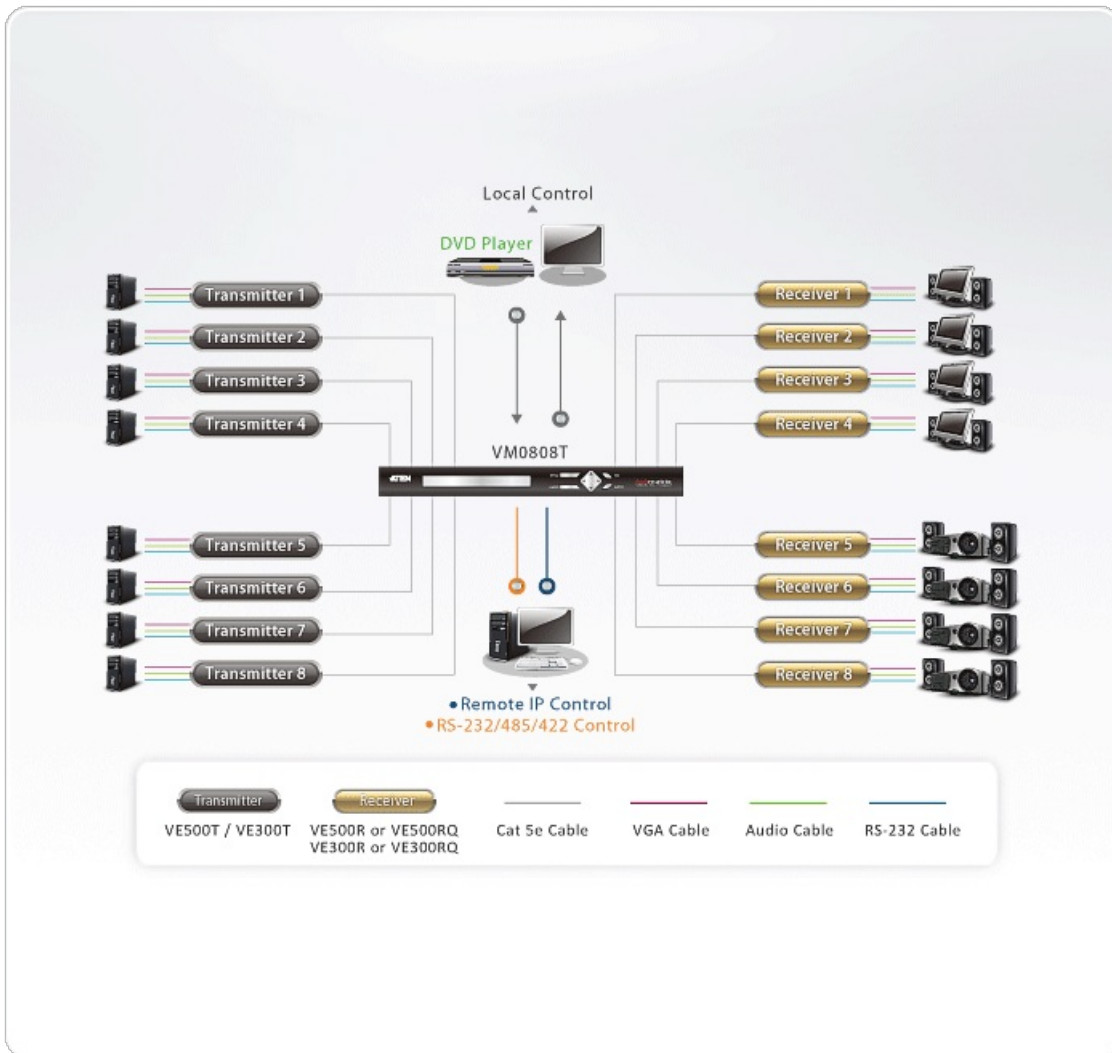 Local Control
DVD Player
Transmitter 1
Transmitter 2
Transmitter 3
Transmitter 4
Receiver 1
Receiver 2
Receiver 3
Receiver 4
VM0808T
ATEN
Transmitter 5
Transmitter 6
Transmitter 7
Transmitter 8
Receiver 5
Receiver 6
Receiver 7
Receiver 8
• Remote IP Control
• RS-232/485/422 Control
Transmitter
VE500T / VE300T
Receiver
VE500R or VE500RQ
VE300R or VE300RQ
Cat 5e Cable
VGA Cable
Audio Cable
RS-232 Cable